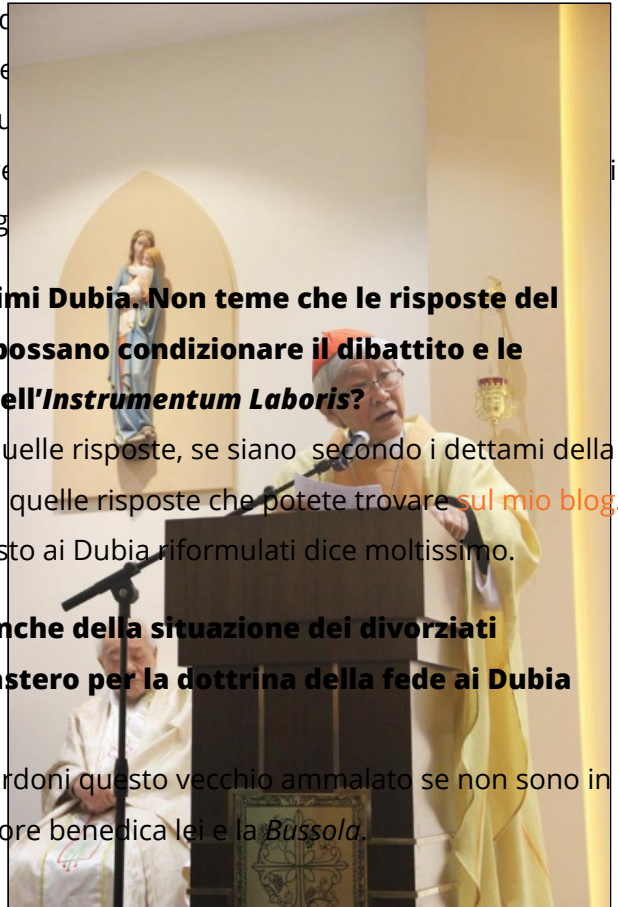 imi Dubia. Non teme che le risposte del
possano condizionare il dibattito e le
ell'Instrumentum Laboris?
uelle risposte, se siano secondo i dettami della
quelle risposte che potete trovare sul mio blog.
sto ai Dubia riformulati dice moltissimo.
nche della situazione dei divorziati
astero per la dottrina della fede ai Dubia
rdoni questo vecchio ammalato se non sono in
ore benedica lei e la Bussola.